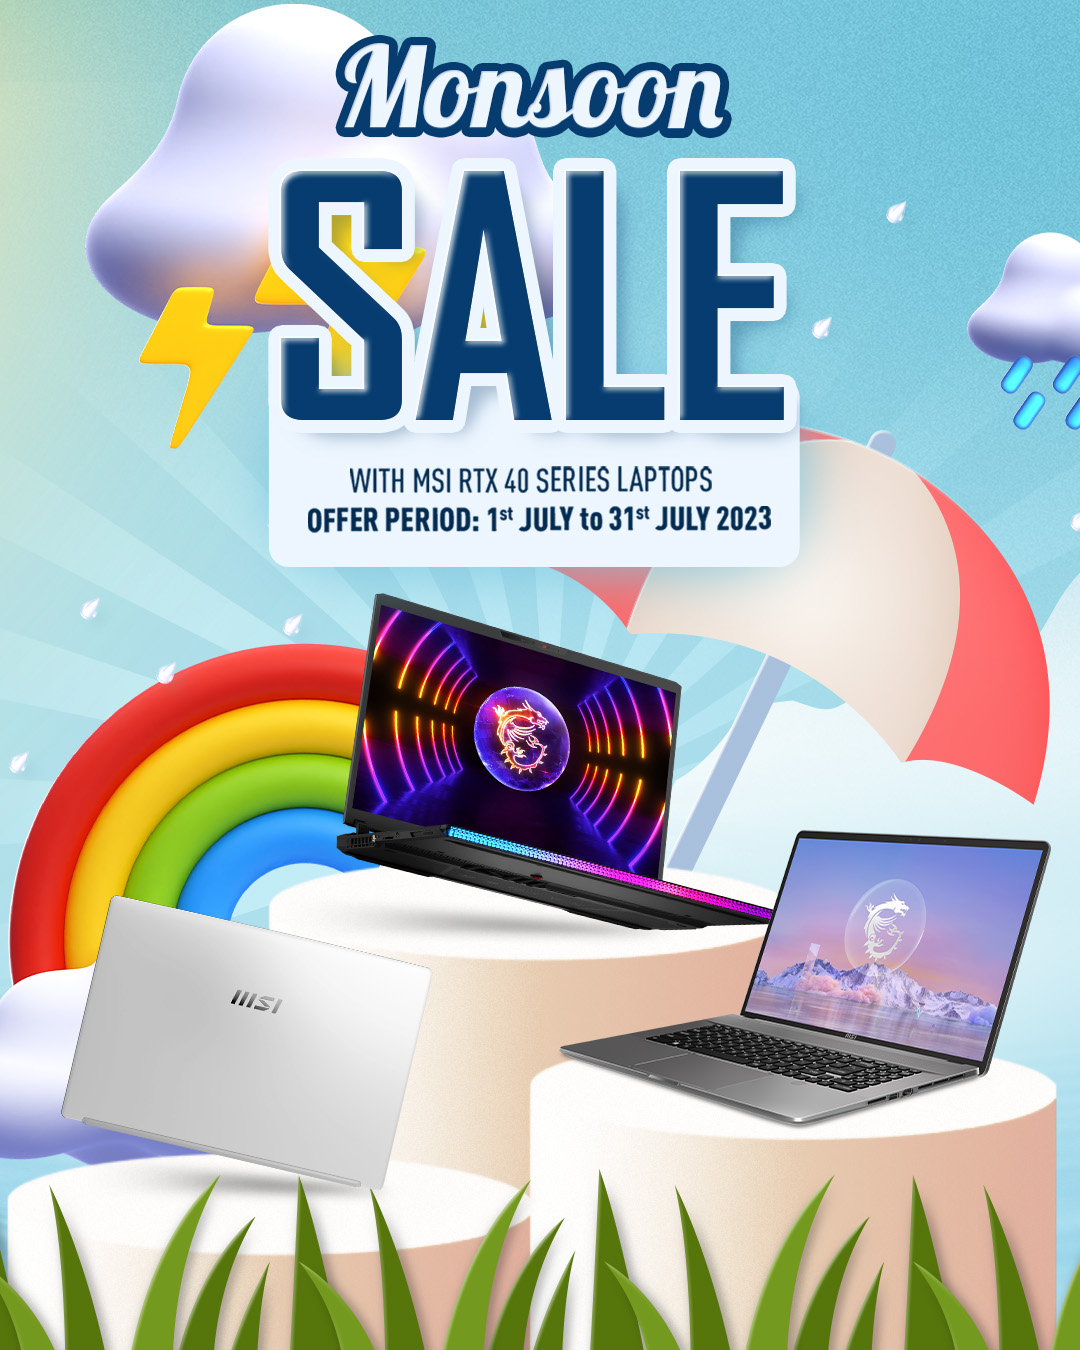 Monsoon
SALE
WITH MSI RTX 40 SERIES LAPTOPS
OFFER PERIOD: 1st JULY to 31st JULY 2023
msi